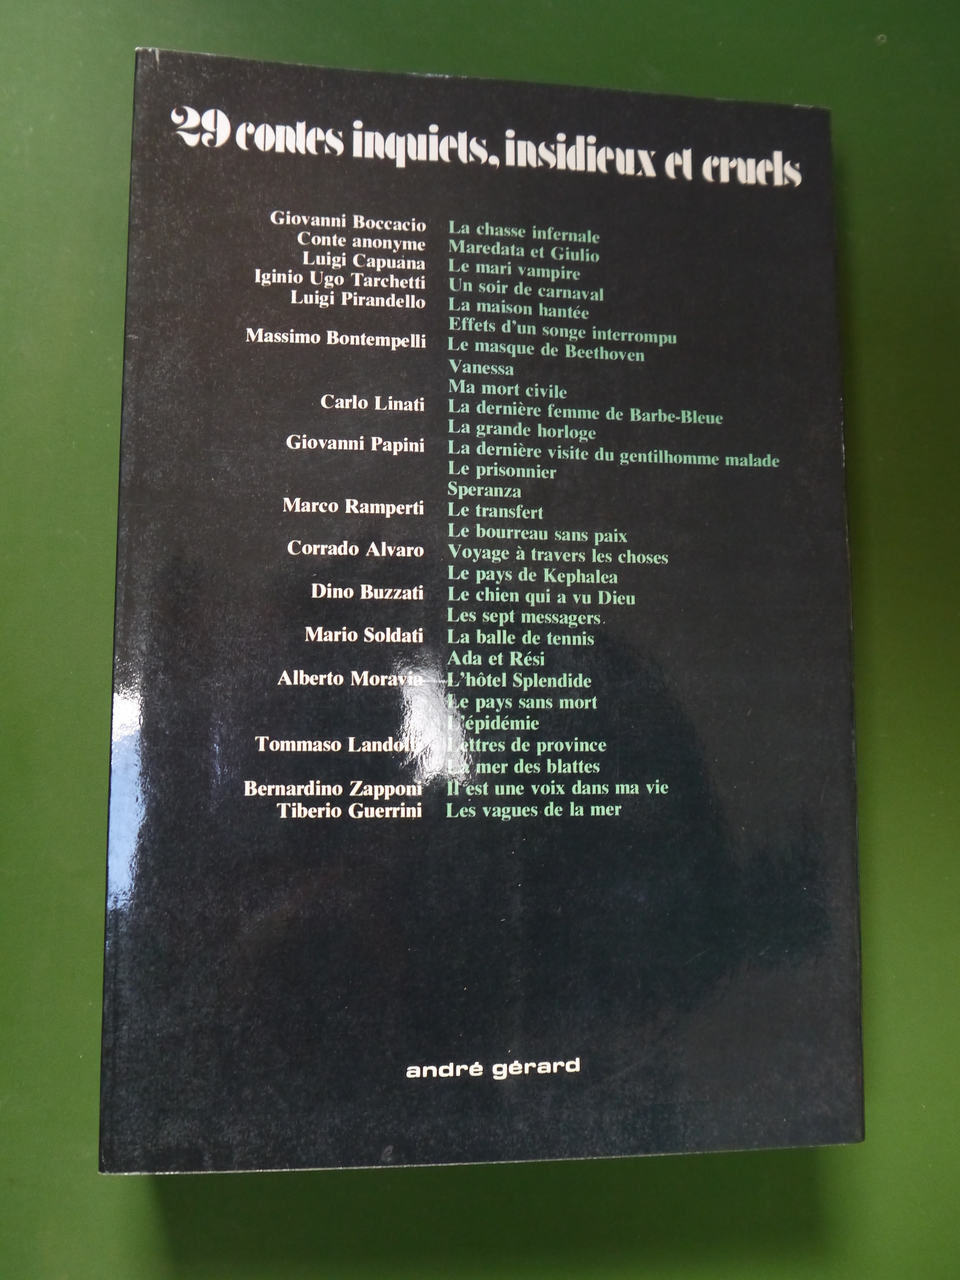 29 contes inquiets, insidieux et cruels
Giovanni Boccacio La chasse infernale
Conte anonyme Maredata et Giulio
Luigi Capuana Le mari vampire
Iginio Ugo Tarchetti Un soir de carnaval
Luigi Pirandello La maison hantée
Effets d'un songe interrompu
Massimo Bontempelli Le masque de Beethoven
Vanessa
Ma mort civile
Carlo Linati La dernière femme de Barbe-Bleue
La grande horloge
Giovanni Papini La dernière visite du gentilhomme malade
Le prisonnier
Speranza
Marco Ramperti Le transfert
Le bourreau sans paix
Corrado Alvaro Voyage à travers les choses
Le pays de Kephalea
Dino Buzzati Le chien qui a vu Dieu
Les sept messagers.
Mario Soldati La balle de tennis
Ada et Rési
Alberto Moravia L'hôtel Splendide
Le pays sans mort
L'épidémie
Tommaso Landolfi Lettres de province
La mer des blattes
Bernardino Zapponi Il est une voix dans ma vie
Tiberio Guerrini Les vagues de la mer
andré gérard